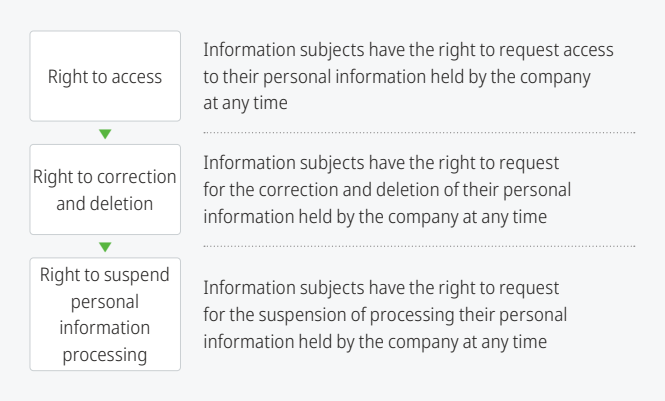 Right to access
Information subjects have the right to request access
to their personal information held by the company
at any time
Right to correction
and deletion
Information subjects have the right to request
for the correction and deletion of their personal
information held by the company at any time
Right to suspend
personal
information
processing
Information subjects have the right to request
for the suspension of processing their personal
information held by the company at any time